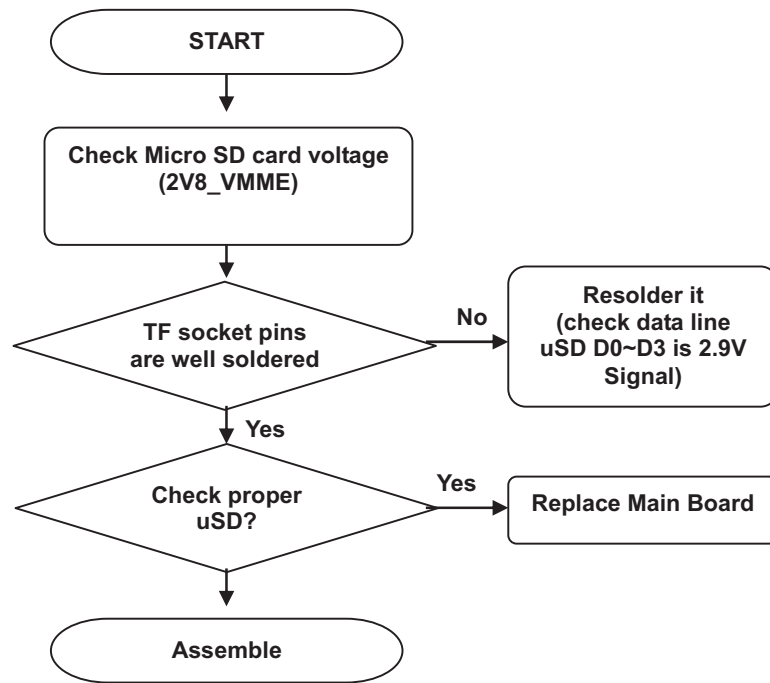 START
Check Micro SD card voltage
(2V8_VMME)
TF socket pins
are well soldered
No
Resolder it
(check data line
uSD D0~D3 is 2.9V
Signal)
Yes
Check proper
uSD?
Yes
Replace Main Board
Assemble